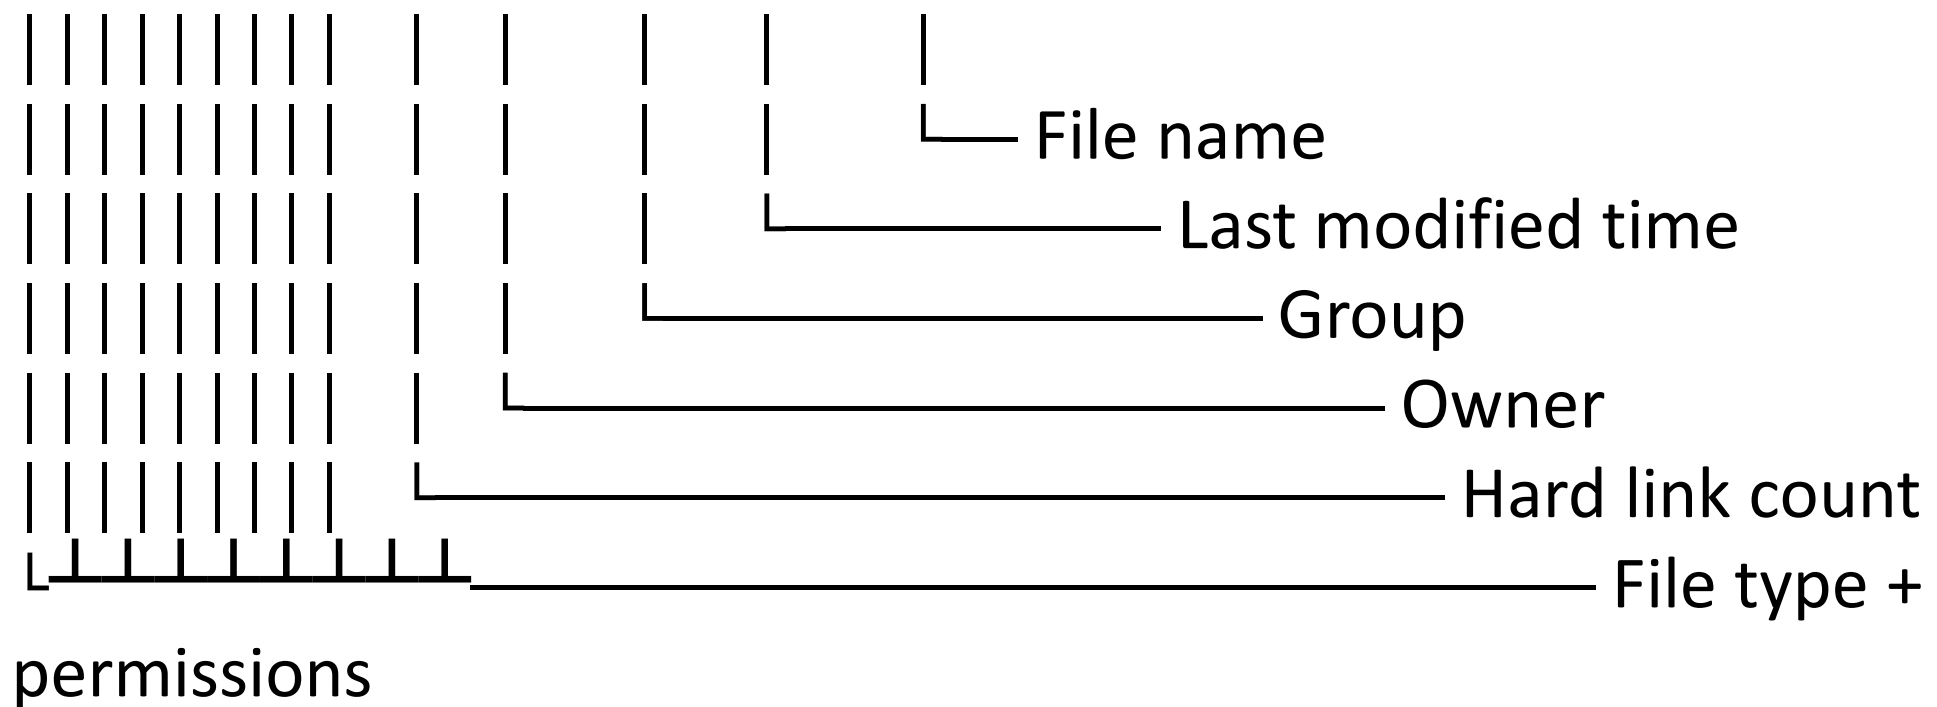 File name
Last modified time
Group
Owner
Hard link count
File type +
permissions